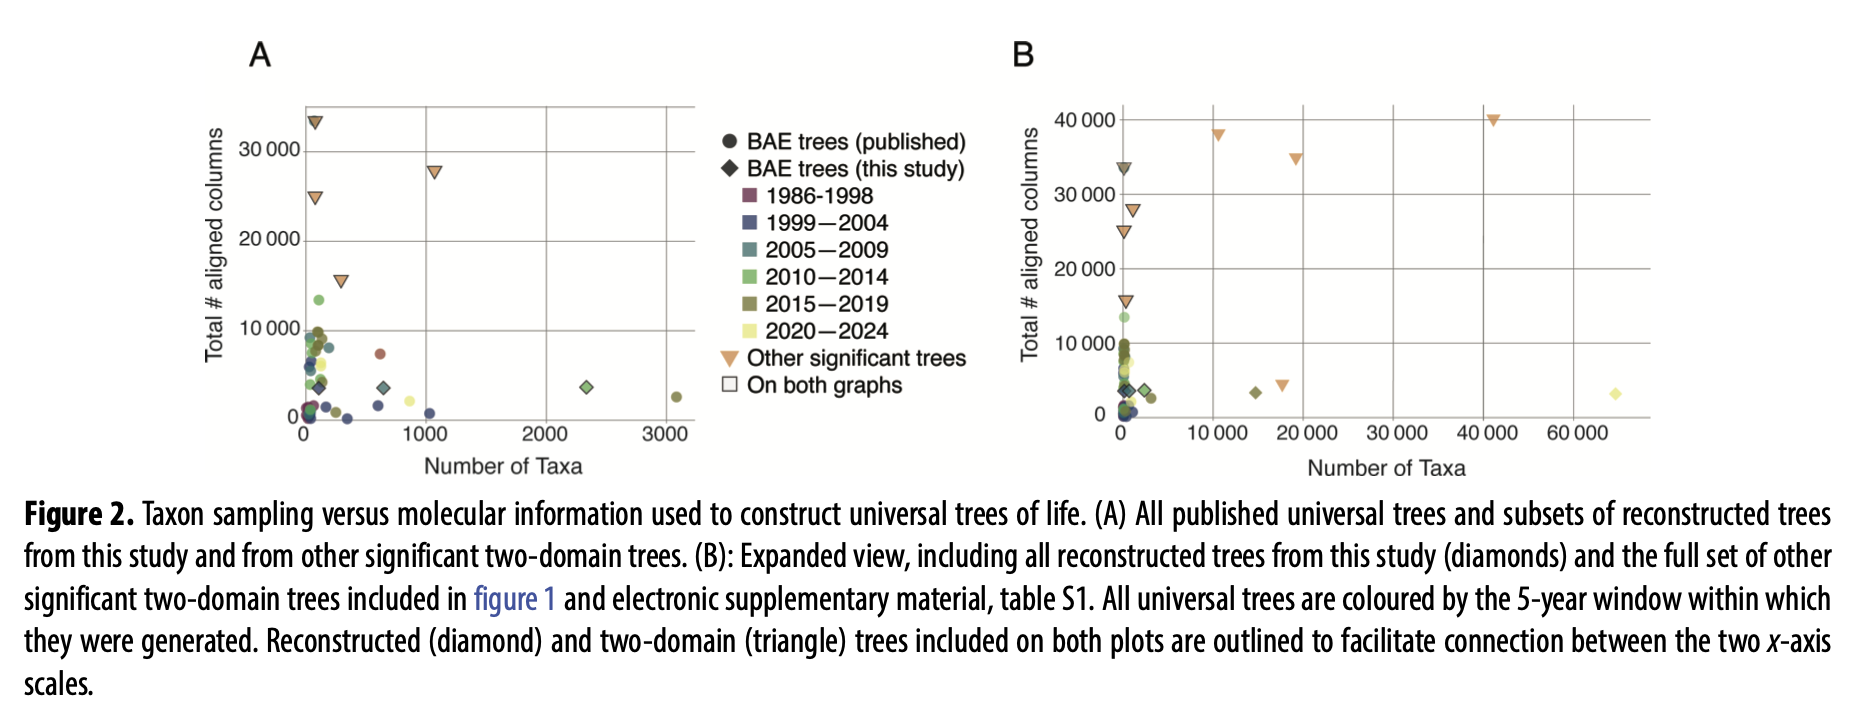 A
B
Total # aligned columns
30 000
20 000
10 000
0
0
1000
2000
3000
Number of Taxa
BAE trees (published)
BAE trees (this study)
1986-1998
1999—2004
2005—2009
2010—2014
2015—2019
2020—2024
Other significant trees
On both graphs
Total # aligned columns
40 000
30 000
20 000
10 000
0
0
10 000
20 000
30 000
40 000
60 000
Number of Taxa
Figure 2. Taxon sampling versus molecular information used to construct universal trees of life. (A) All published universal trees and subsets of reconstructed trees
from this study and from other significant two-domain trees. (B): Expanded view, including all reconstructed trees from this study (diamonds) and the full set of other
significant two-domain trees included in figure 1 and electronic supplementary material, table S1. All universal trees are coloured by the 5-year window within which
they were generated. Reconstructed (diamond) and two-domain (triangle) trees included on both plots are outlined to facilitate connection between the two x-axis
scales.